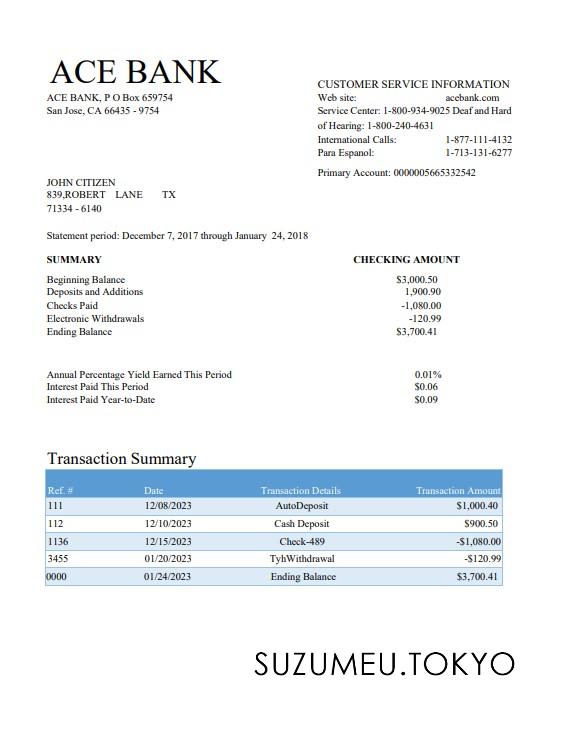 ACE BANK
ACE BANK, P O Box 659754
San Jose, CA 66435 - 9754
CUSTOMER SERVICE INFORMATION
Web site: acebank.com
Service Center: 1-800-934-9025 Deaf and Hard
of Hearing: 1-800-240-4631
International Calls: 1-877-111-4132
Para Espanol: 1-713-131-6277
Primary Account: 0000005665332542
JOHN CITIZEN
839,ROBERT LANE TX
71334 - 6140
Statement period: December 7, 2017 through January 24, 2018
SUMMARY CHECKING AMOUNT
Beginning Balance $3,000.50
Deposits and Additions 1,900.90
Checks Paid -1,080.00
Electronic Withdrawals -120.99
Ending Balance $3,700.41
Annual Percentage Yield Earned This Period 0.01%
Interest Paid This Period $0.06
Interest Paid Year-to-Date $0.09
Transaction Summary
Ref. # Date Transaction Details Transaction Amount
111 12/08/2023 AutoDeposit $1,000.40
112 12/10/2023 Cash Deposit $900.50
1136 12/15/2023 Check-489 -$1,080.00
3455 01/20/2023 TyhWithdrawal -$120.99
0000 01/24/2023 Ending Balance $3,700.41
SUZUMEU.TOKYO